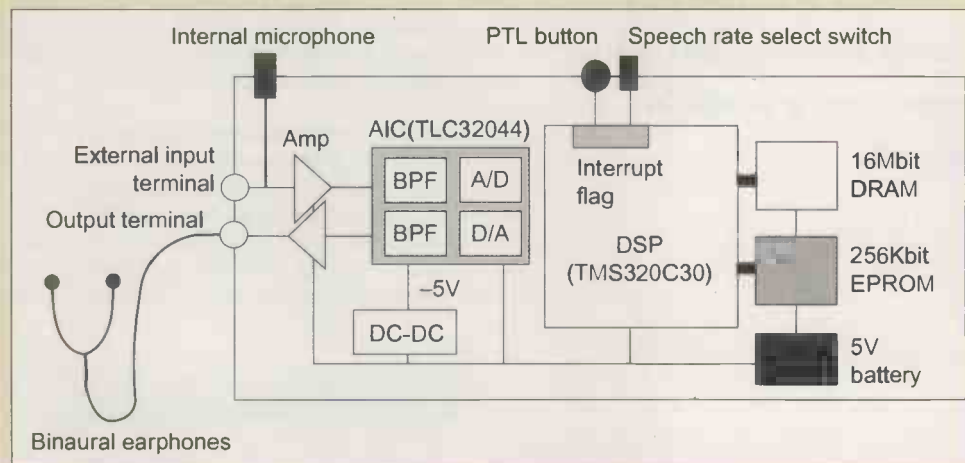 Internal microphone
PTL button
Speech rate select switch
Amp
AIC(TLC32044)
External input
terminal
BPF
A/D
Interrupt
flag
16Mbit
DRAM
Output terminal
BPF
D/A
DSP
(TMS320C30)
256Kbit
EPROM
–5V
DC-DC
5V
battery
Binaural earphones